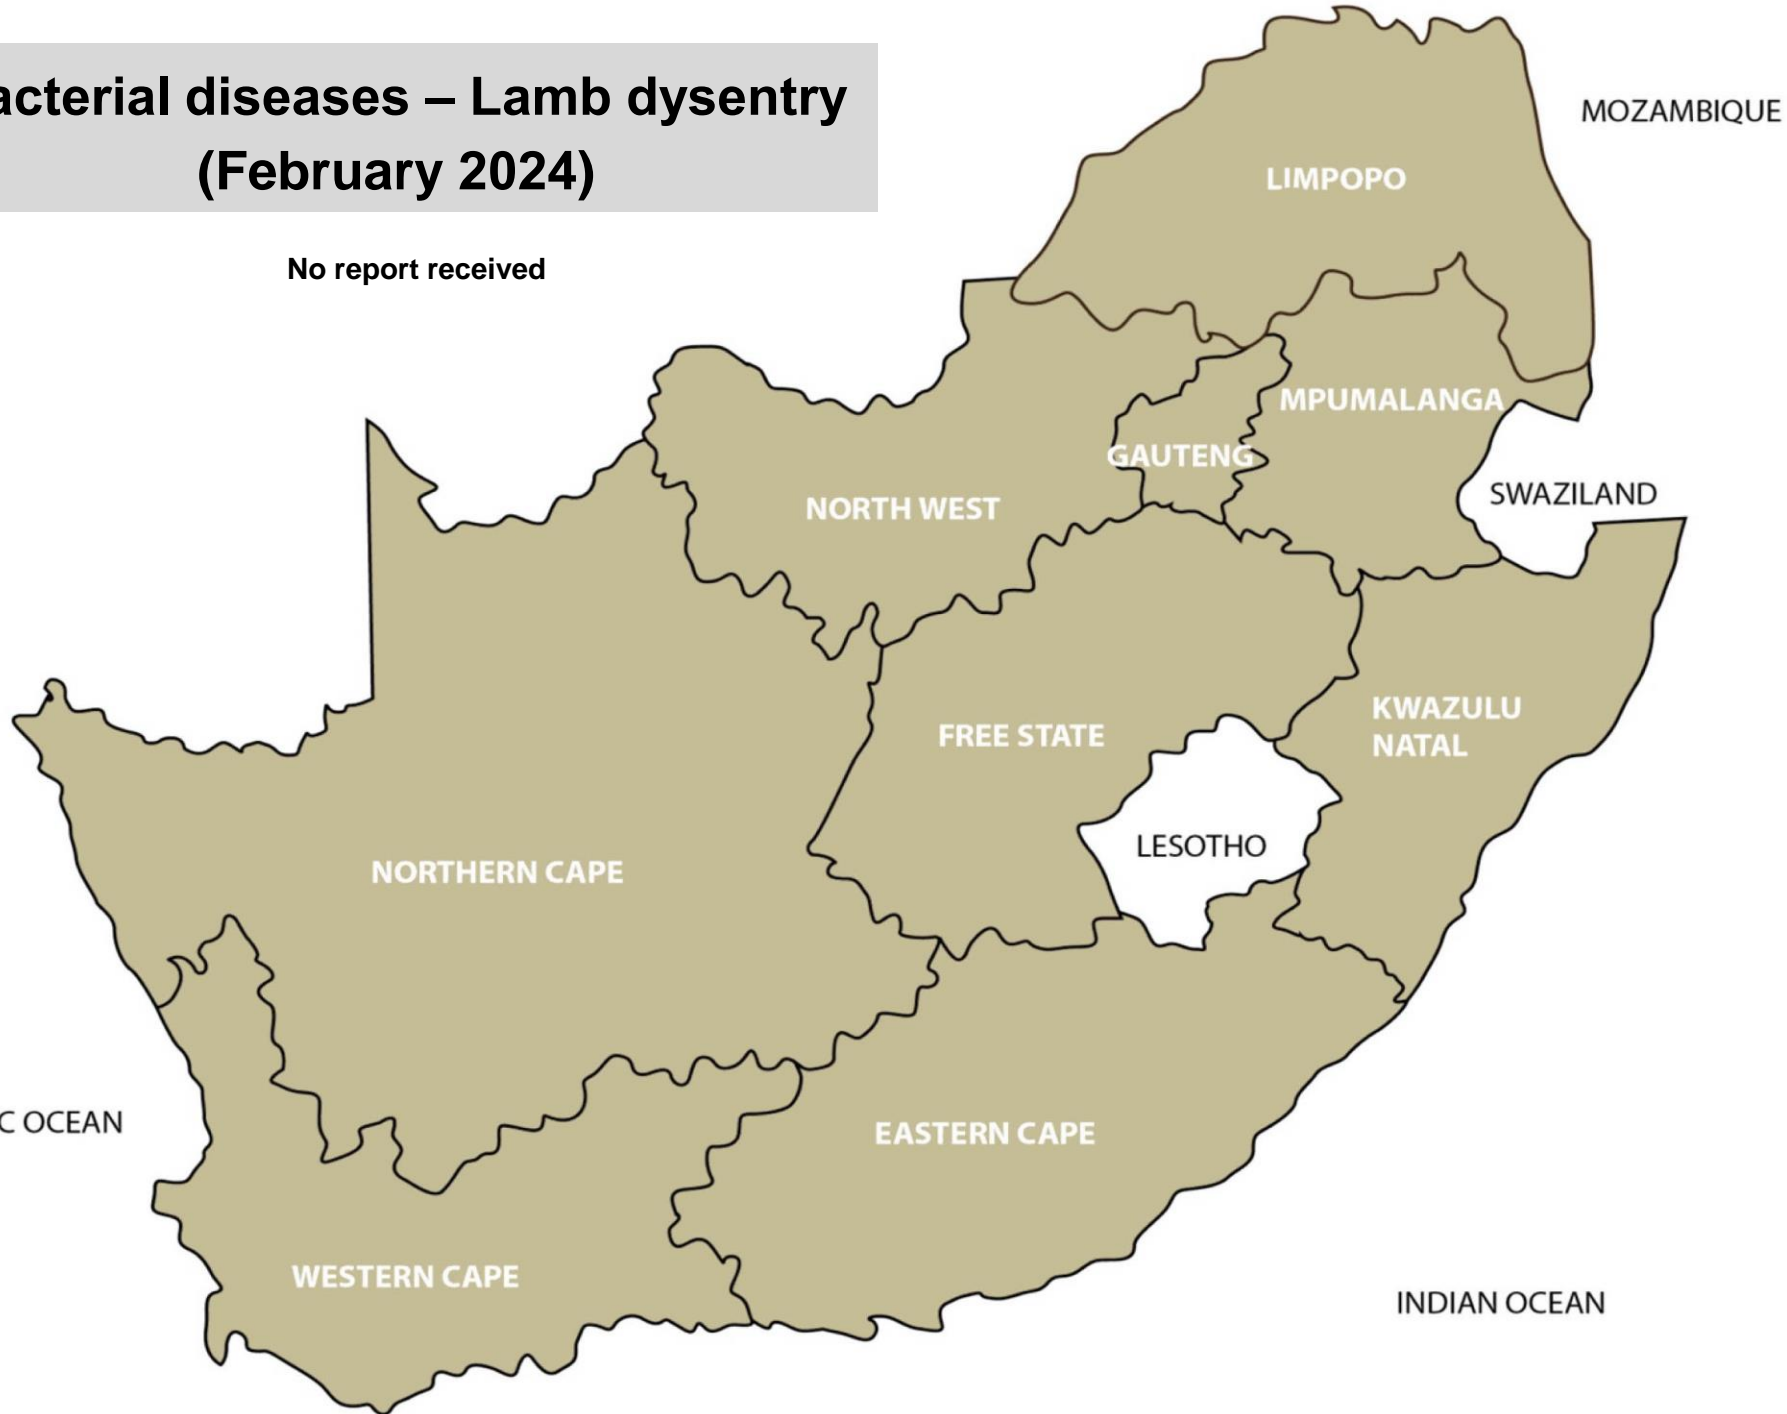 acterial diseases – Lamb dysentry
(February 2024)
No report received
MOZAMBIQUE
LIMPOPO
MPUMALANGA
GAUTENG
SWAZILAND
NORTH WEST
KWAZULU
NATAL
FREE STATE
LESOTHO
NORTHERN CAPE
C OCEAN
EASTERN CAPE
WESTERN CAPE
INDIAN OCEAN